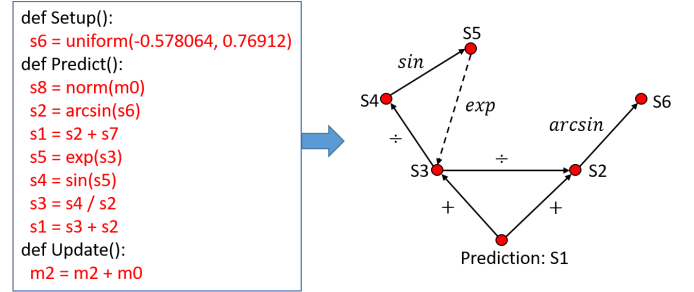 def Setup():
s6 = uniform(-0.578064, 0.76912)
def Predict():
s8 = norm(m0)
s2 = arcsin(s6)
s1 = s2 + s7
s5 = exp(s3)
s4 = sin(s5)
s3 = s4 / s2
s1 = s3 + s2
def Update():
m2 = m2 + m0
S5
sin
S4
exp
S6
arcsin
÷
÷
S3
S2
+
+
Prediction: S1